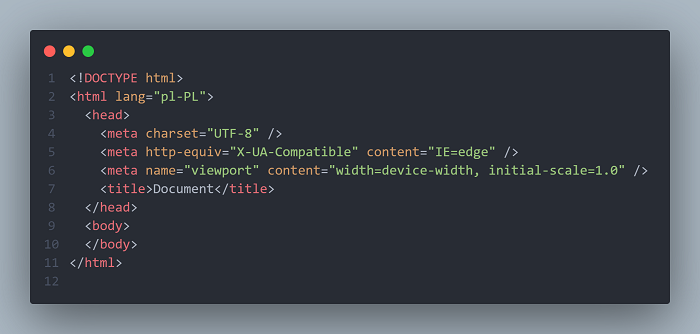 1 <!DOCTYPE html>
2 <html lang="pl-PL">
3 <head>
4 <meta charset="UTF-8" />
5 <meta http-equiv="X-UA-Compatible" content="IE=edge" />
6 <meta name="viewport" content="width=device-width, initial-scale=1.0" />
7 <title>Document</title>
8 </head>
9 <body>
10 </body>
11 </html>
12